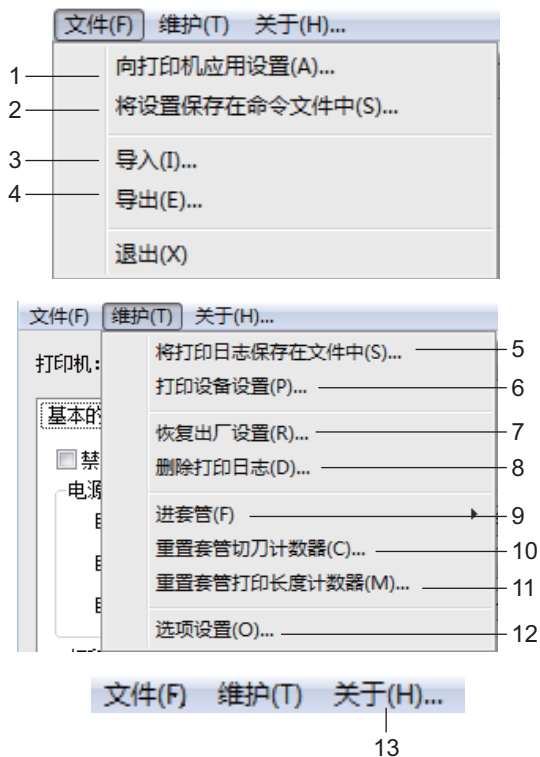 文件(F) 维护(T) 关于(H)...
1 向打印机应用设置(A)...
2 将设置保存在命令文件中(S)...
3 导入(I)...
4 导出(E)...
退出(X)
文件(F) 维护(T) 关于(H)...
打印机:
将打印日志保存在文件中(S)... 5
打印设备设置(P)... 6
基本的
恢复出厂设置(R)... 7
禁
删除打印日志(D)... 8
电源
进套管(F) 9
重置套管切刀计数器(C)... 10
重置套管打印长度计数器(M)... 11
选项设置(O)... 12
文件(F) 维护(T) 关于(H)...
13